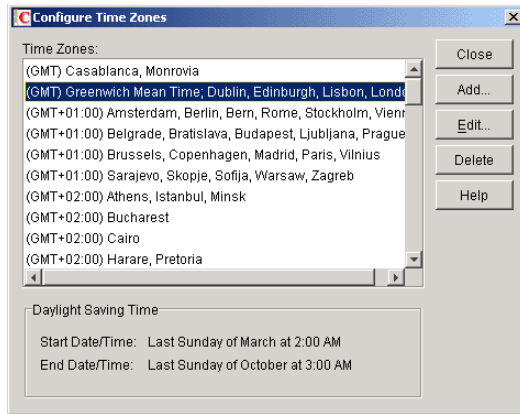 Configure Time Zones
Time Zones:
(GMT) Casablanca, Monrovia
(GMT) Greenwich Mean Time; Dublin, Edinburgh, Lisbon,
(GMT+01:00) Amsterdam, Berlin, Bern, Rome, Stockholm,
(GMT+01:00) Belgrade, Bratislava, Budapest, Ljubljana, Prague
(GMT+01:00) Brussels, Copenhagen, Madrid, Paris, Vilnius
(GMT+01:00) Sarajevo, Skopje, Sofija, Warsaw, Zagreb
(GMT+02:00) Athens, Istanbul, Minsk
(GMT+02:00) Bucharest
(GMT+02:00) Cairo
(GMT+02:00) Harare, Pretoria
Close
Add...
Edit...
Delete
Help
Daylight Saving Time
Start Date/Time: Last Sunday of March at 2:00 AM
End Date/Time: Last Sunday of October at 3:00 AM